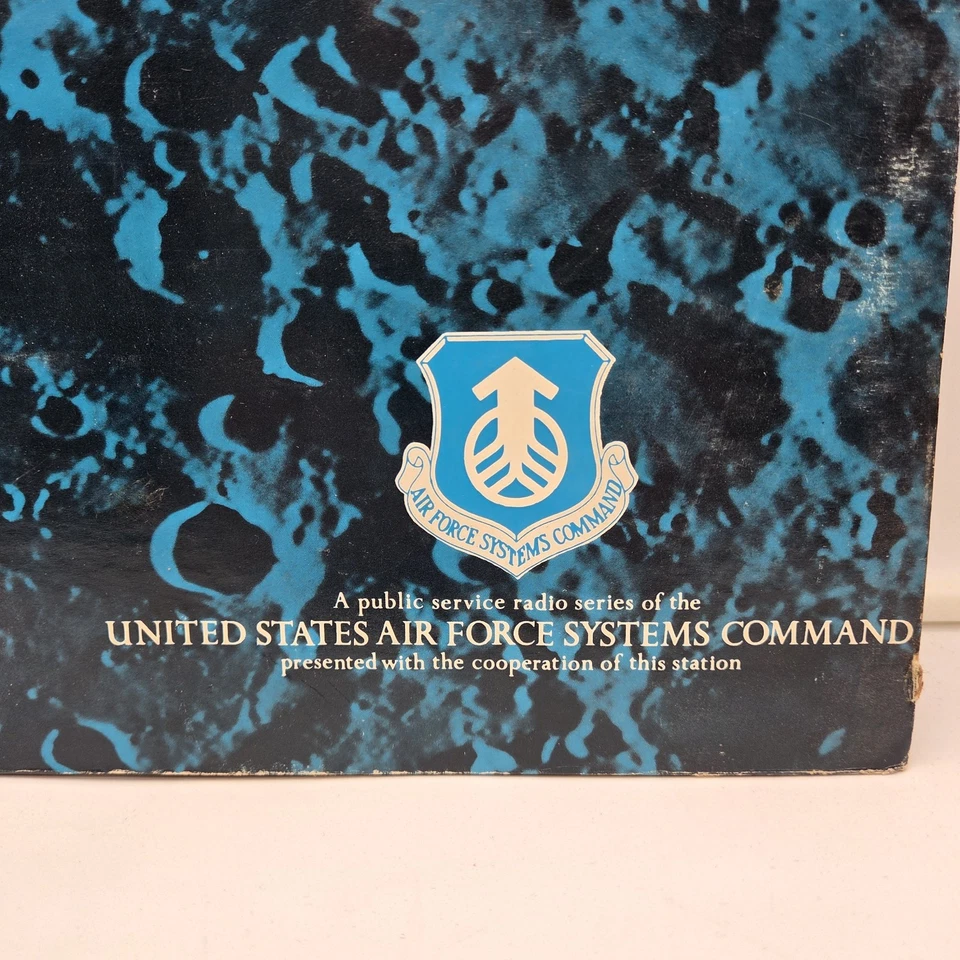 AIR FORCE SYSTEMS COMMAND
A public service radio series of the
UNITED STATES AIR FORCE SYSTEMS COMMAND
presented with the cooperation of this station